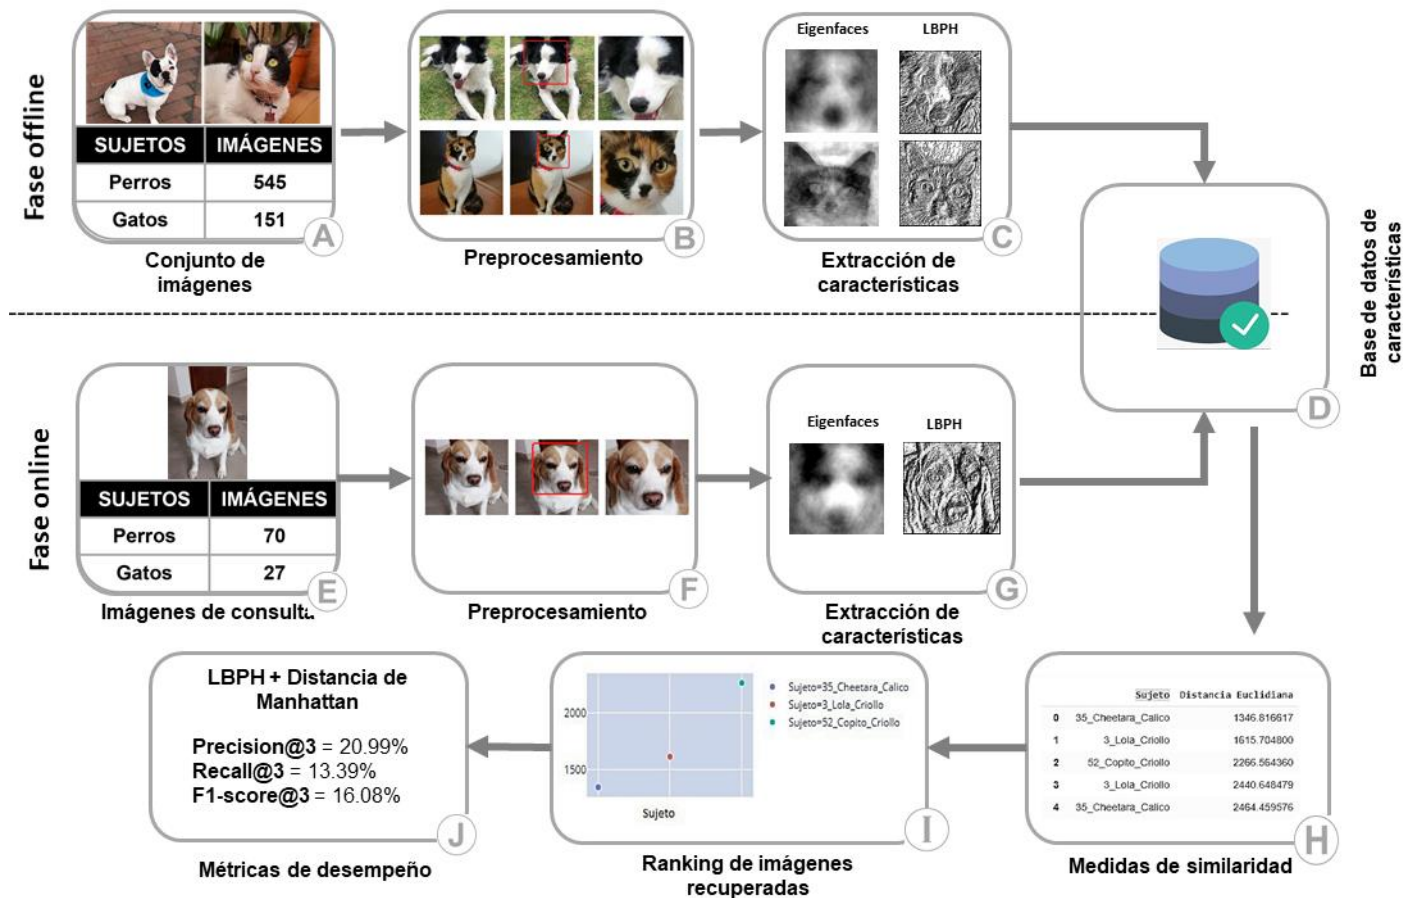 Fase offline
SUJETOS IMÁGENES
Perros 545
Gatos 151
A
Conjunto de
imágenes
B
Preprocesamiento
Eigenfaces LBPH
C
Extracción de
características
D
Base de datos de
características
Fase online
SUJETOS IMÁGENES
Perros 70
Gatos 27
E
Imágenes de consulta
F
Preprocesamiento
Eigenfaces LBPH
G
Extracción de
características
Sujeto Distancia Euclidiana
0 35_Cheetara_Calico 1346.816617
1 3_Lola_Criollo 1615.704800
2 52_Copito_Criollo 2266.564360
3 3_Lola_Criollo 2440.648479
4 35_Cheetara_Calico 2464.459576
H
Medidas de similaridad
2000
1500
Sujeto
Sujeto=35_Cheetara_Calico
Sujeto=3_Lola_Criollo
Sujeto=52_Copito_Criollo
I
Ranking de imágenes
recuperadas
LBPH + Distancia de
Manhattan
Precision@3 = 20.99%
Recall@3 = 13.39%
F1-score@3 = 16.08%
J
Métricas de desempeño